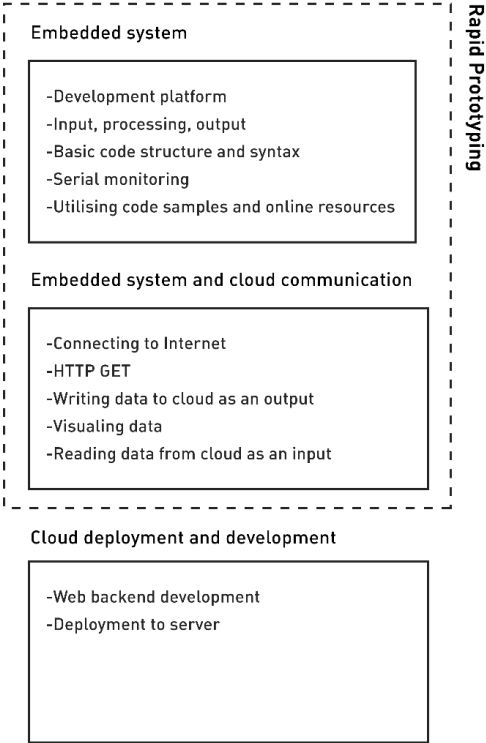 Rapid Prototyping
Embedded system
-Development platform
-Input, processing, output
-Basic code structure and syntax
-Serial monitoring
-Utilising code samples and online resources
Embedded system and cloud communication
-Connecting to Internet
-HTTP GET
-Writing data to cloud as an output
-Visualing data
-Reading data from cloud as an input
Cloud deployment and development
-Web backend development
-Deployment to server